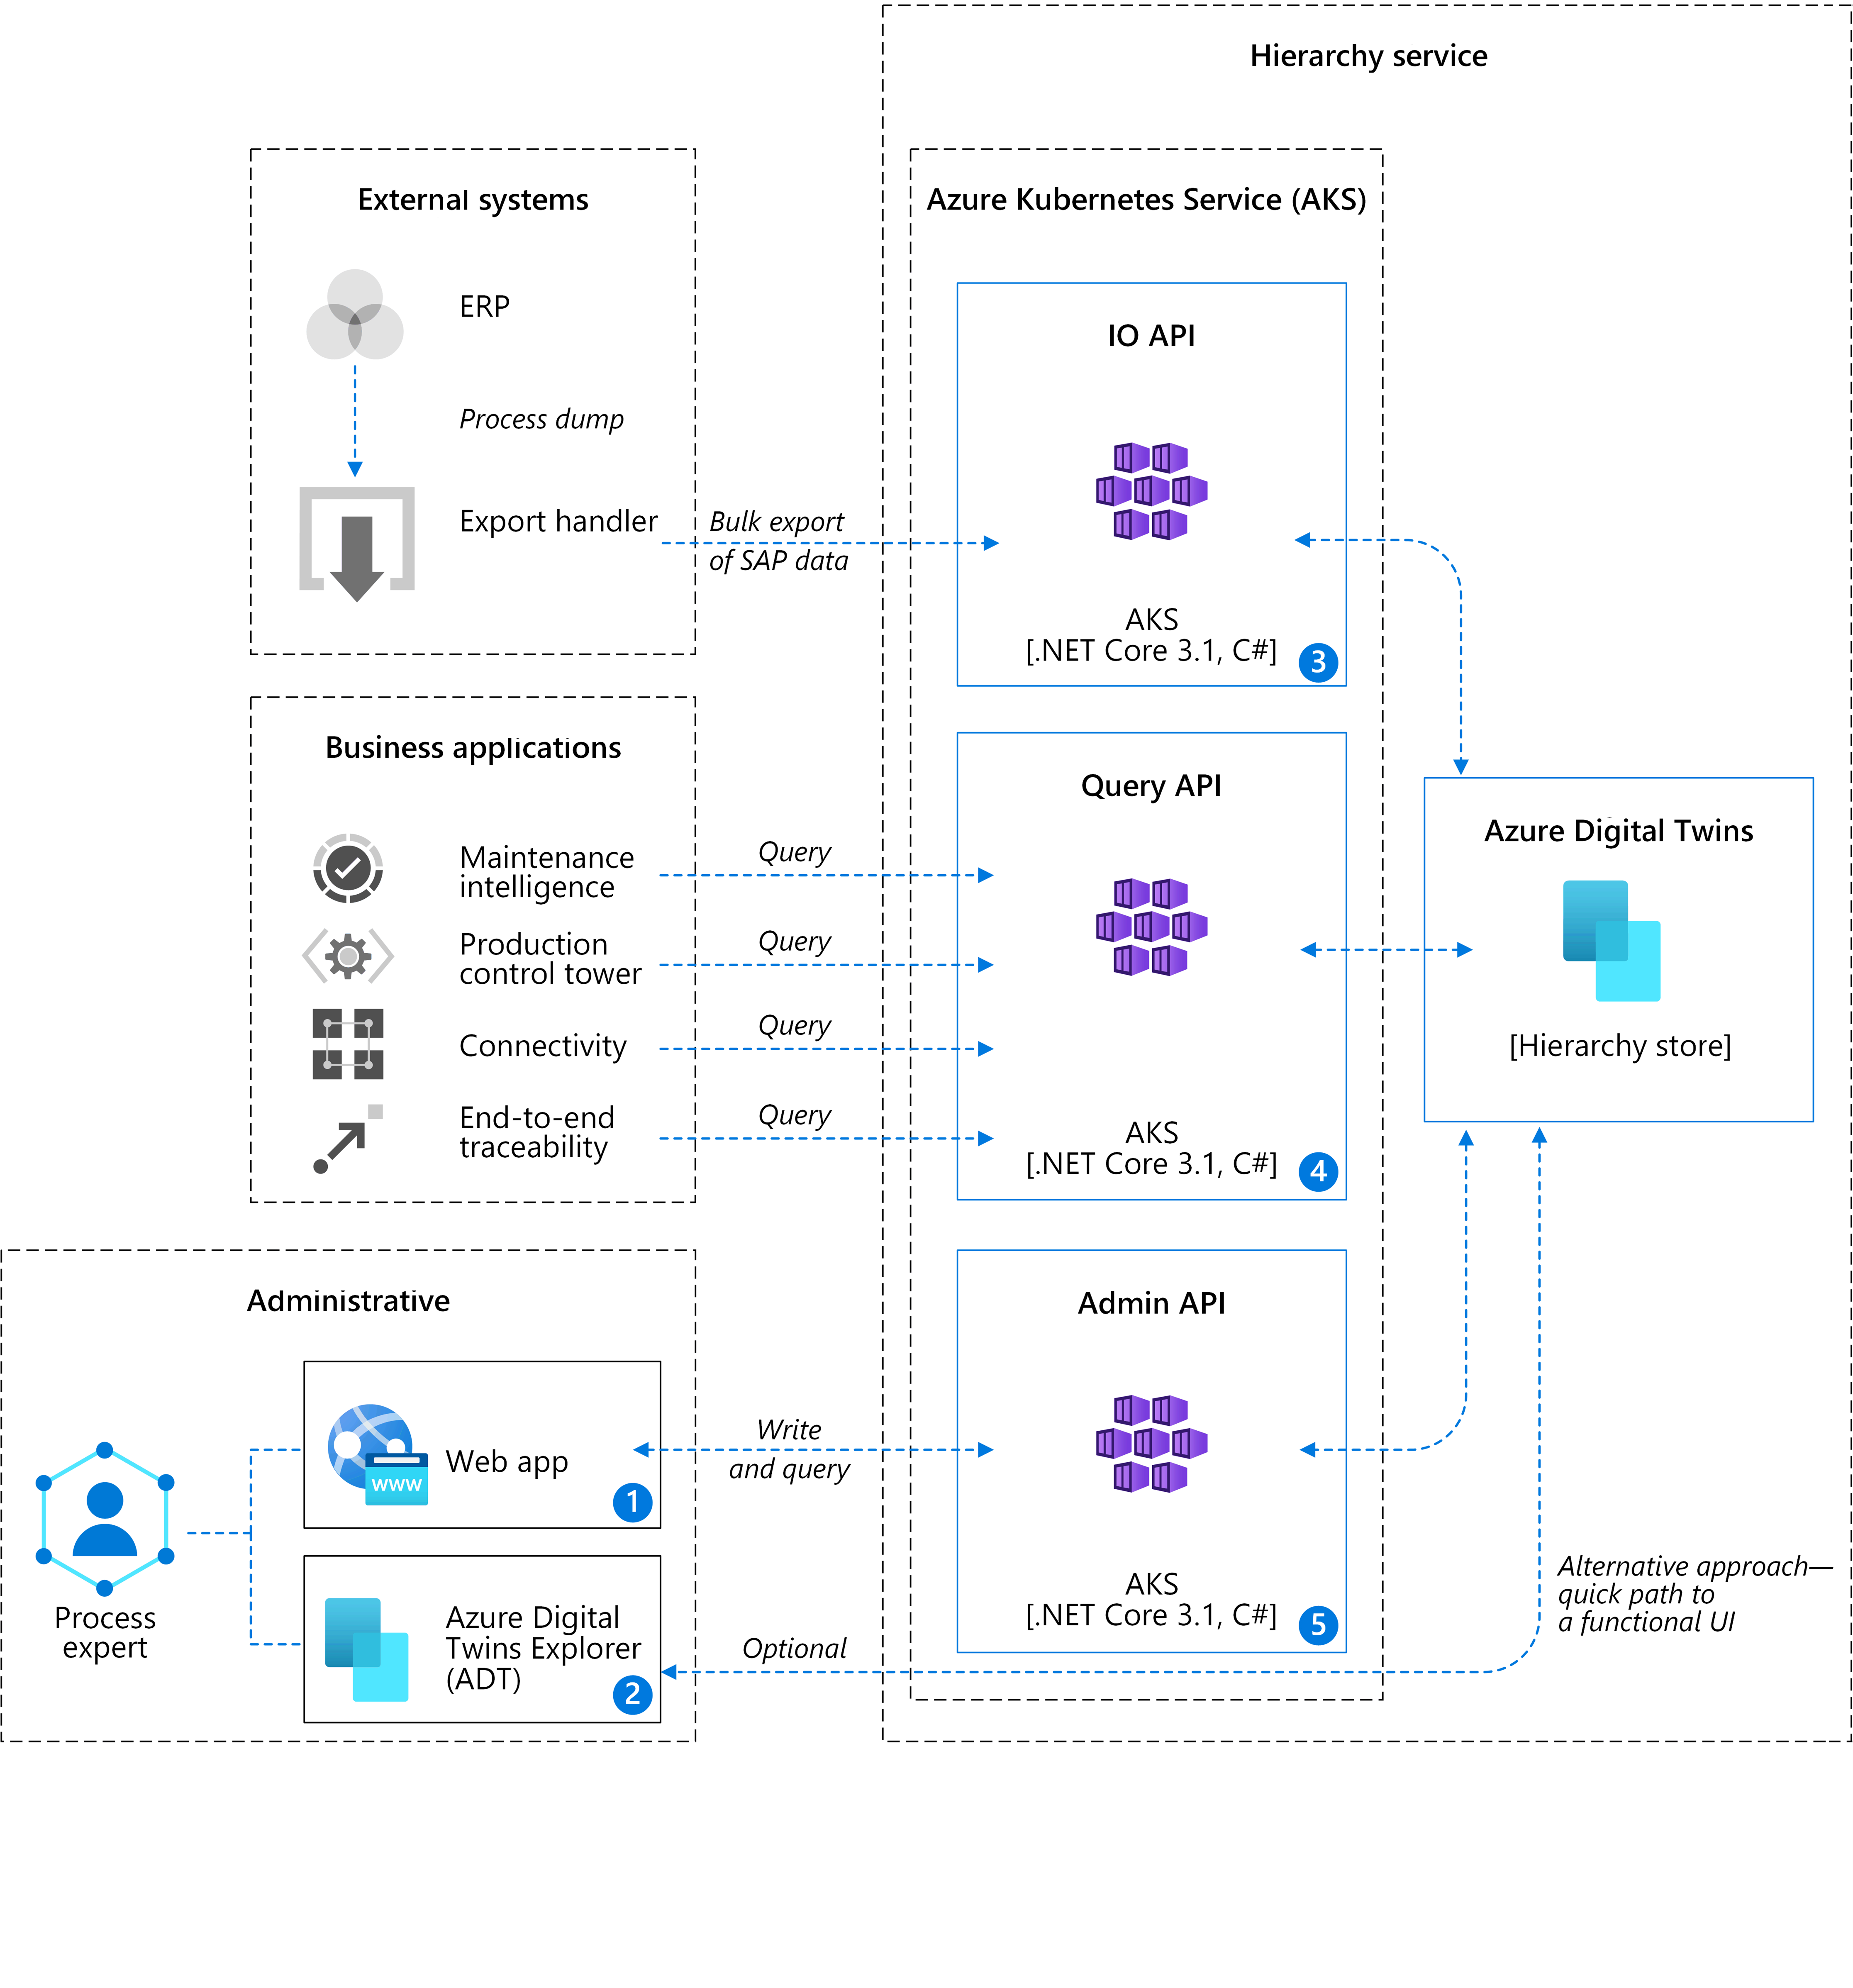 Hierarchy service
External systems
ERP
Process dump
Export handler
Bulk export
of SAP data
Azure Kubernetes Service (AKS)
IO API
AKS
[.NET Core 3.1, C#]
3
Business applications
Maintenance
intelligence
Query
Production
control tower
Query
Connectivity
Query
End-to-end
traceability
Query
Query API
AKS
[.NET Core 3.1, C#]
4
Azure Digital Twins
[Hierarchy store]
Administrative
Process
expert
www
Web app
1
Write
and query
Azure Digital
Twins Explorer
(ADT)
2
Optional
Admin API
AKS
[.NET Core 3.1, C#]
5
Alternative approach—
quick path to
a functional UI